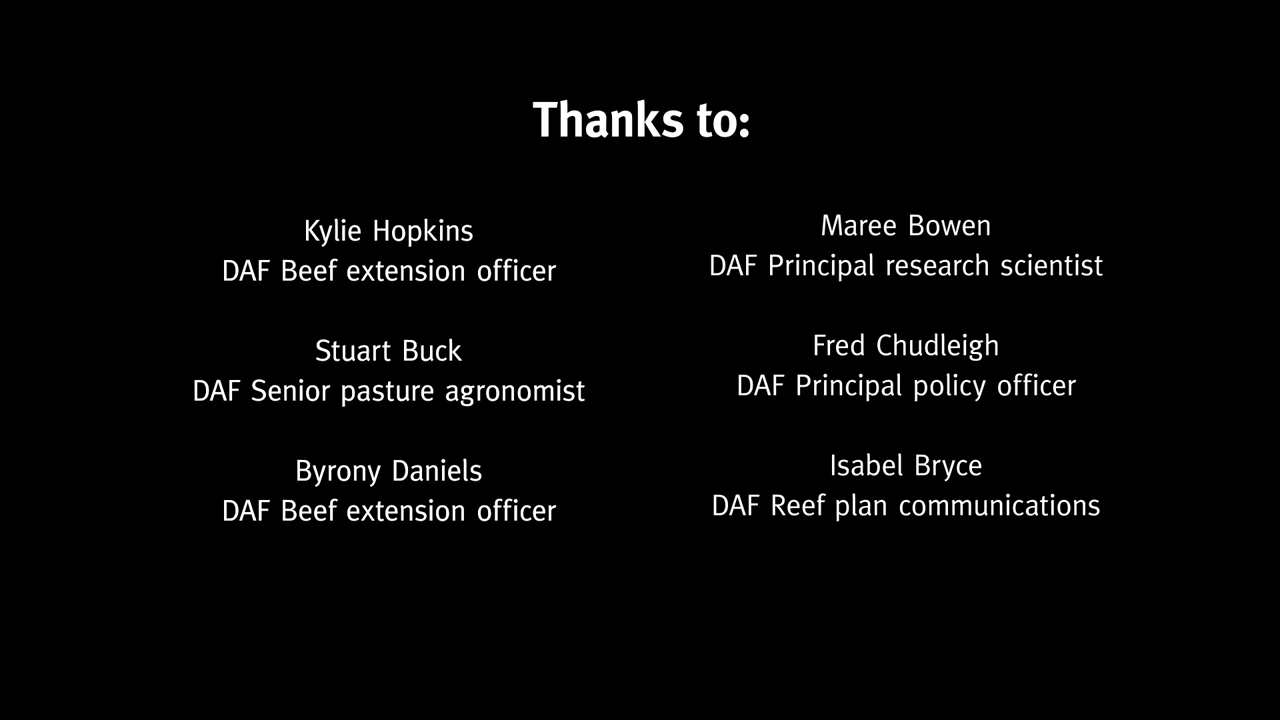 Thanks to:
Kylie Hopkins
DAF Beef extension officer
Stuart Buck
DAF Senior pasture agronomist
Byrony Daniels
DAF Beef extension officer
Maree Bowen
DAF Principal research scientist
Fred Chudleigh
DAF Principal policy officer
Isabel Bryce
DAF Reef plan communications